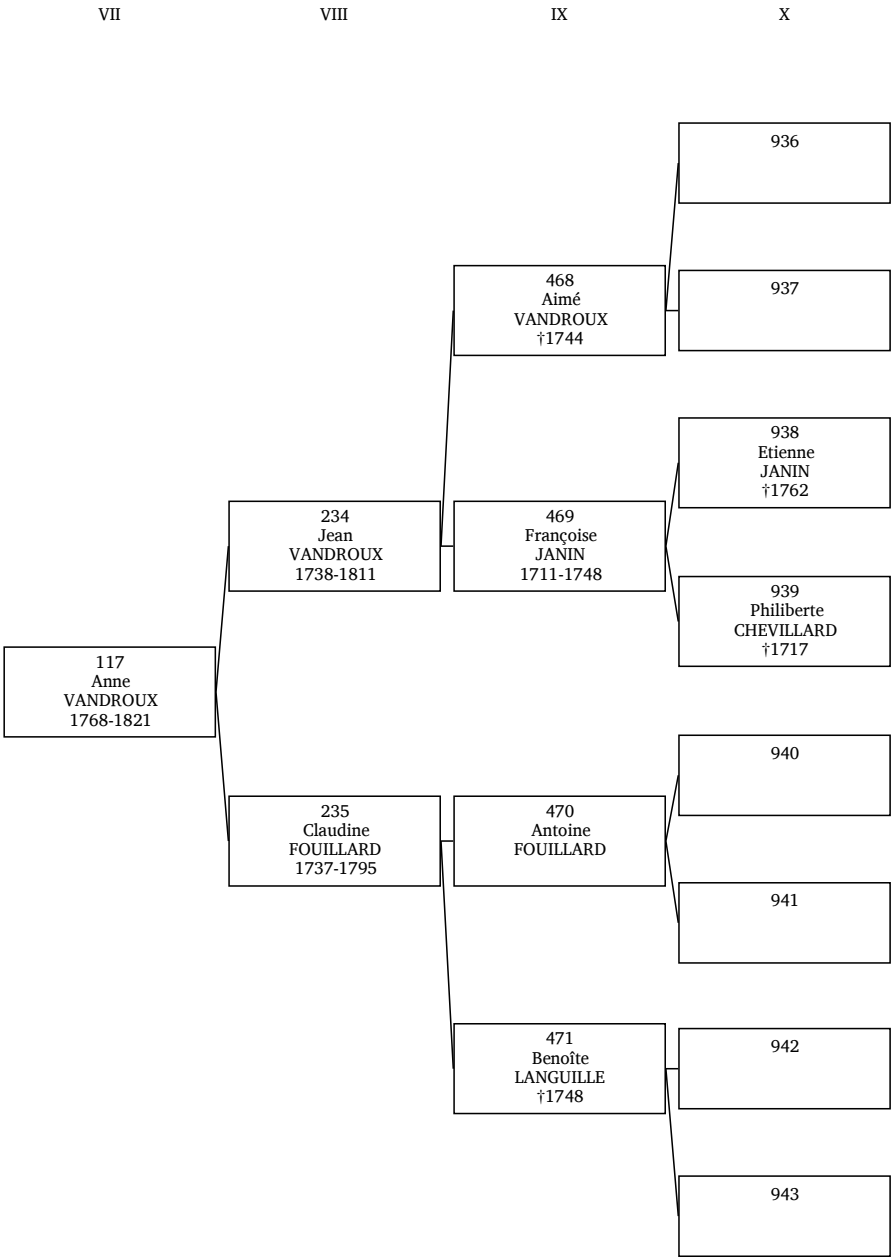 VII VIII IX X
936
468
Aimé
VANDROUX
†1744
937
938
Etienne
JANIN
†1762
234
Jean
VANDROUX
1738-1811
469
Françoise
JANIN
1711-1748
939
Philiberte
CHEVILLARD
†1717
117
Anne
VANDROUX
1768-1821
940
235
Claudine
FOUILLARD
1737-1795
470
Antoine
FOUILLARD
941
471
Benoîte
LANGUILLE
†1748
942
943